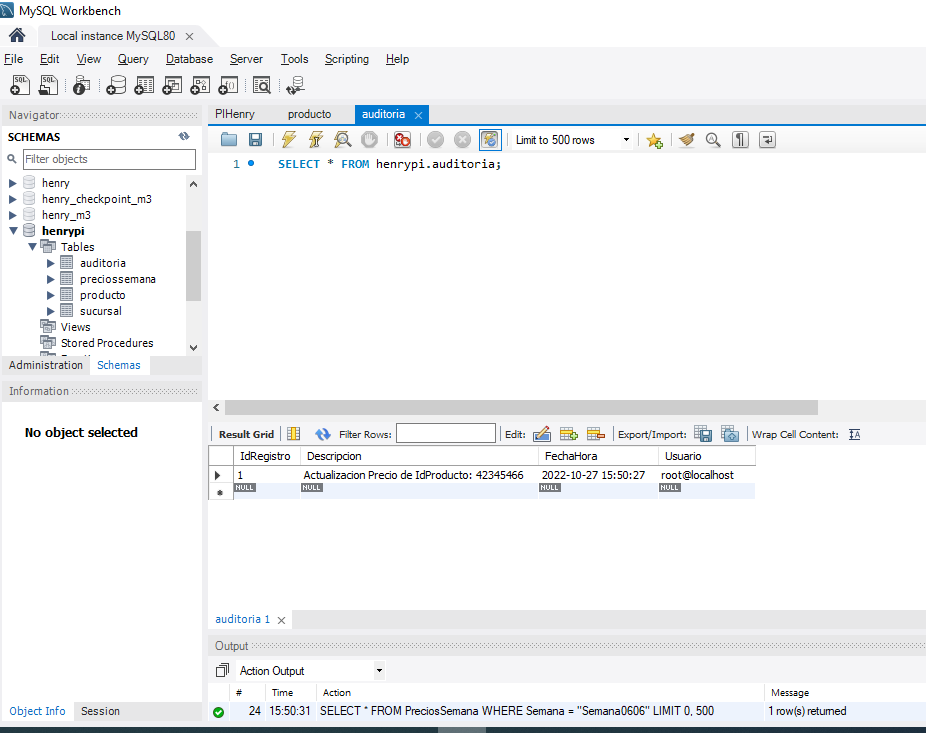 MySQL Workbench
Local instance MySQL80
File Edit View Query Database Server Tools Scripting Help
Navigator
SCHEMAS
Filter objects
henry
henry_checkpoint_m3
henry_m3
henrypi
Tables
auditoria
preciossemana
producto
sucursal
Views
Stored Procedures
Administration Schemas
Information
No object selected
Object Info Session
PIHenry producto auditoria
Limit to 500 rows
1 SELECT * FROM henrypi.auditoria;
Result Grid Filter Rows: Edit: Export/Import: Wrap Cell Content:
IdRegistro Descripcion FechaHora Usuario
1 Actualizacion Precio de IdProducto: 42345466 2022-10-27 15:50:27 root@localhost
NULL NULL NULL NULL
auditoria 1
Output
Action Output
# Time Action Message
24 15:50:31 SELECT * FROM PreciosSemana WHERE Semana = "Semana0606" LIMIT 0, 500 1 row(s) returned